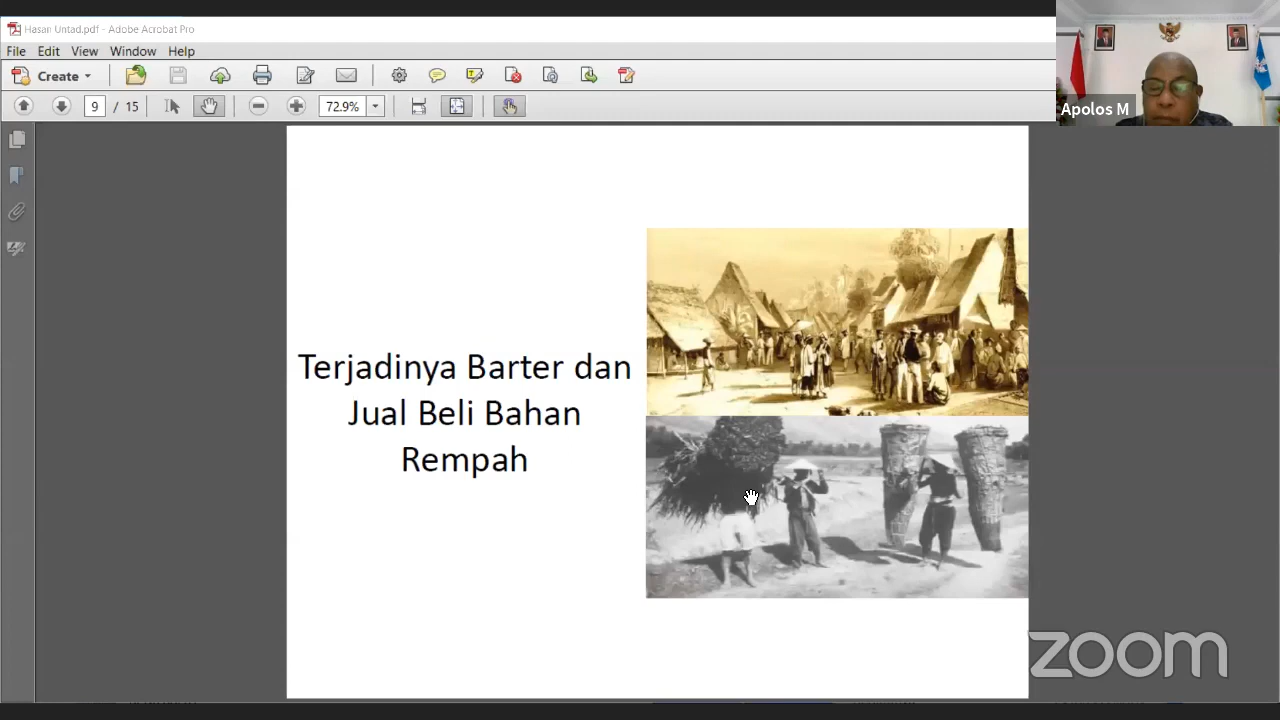 Hasan Untad.pdf - Adobe Acrobat Pro
File Edit View Window Help
Create
9 / 15 72.9%
Apolos M
Terjadinya Barter dan
Jual Beli Bahan
Rempah
zoom